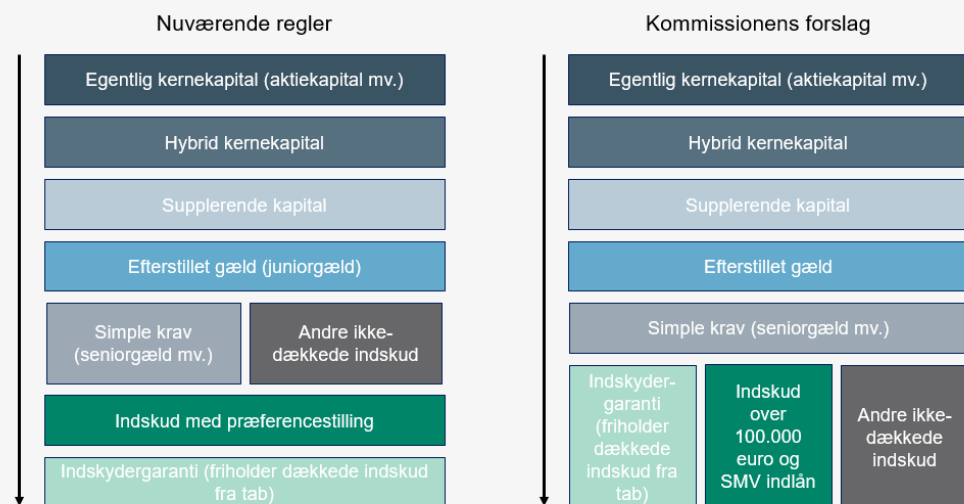 Nuværende regler
Egentlig kernekapital (aktiekapital mv.)
Hybrid kernekapital
Supplerende kapital
Efterstillet gæld (juniorgæld)
Simple krav
(seniorgæld mv.)
Andre ikke-
dækkede indskud
Indskud med præferencestilling
Indskydergaranti (friholder dækkede indskud
fra tab)
Kommissionens forslag
Egentlig kernekapital (aktiekapital mv.)
Hybrid kernekapital
Supplerende kapital
Efterstillet gæld
Simple krav (seniorgæld mv.)
Indskyder-
garanti
(friholder
dækkede
indskud fra
tab)
Indskud
over
100.000
euro og
SMV indlån
Andre ikke-
dækkede
indskud